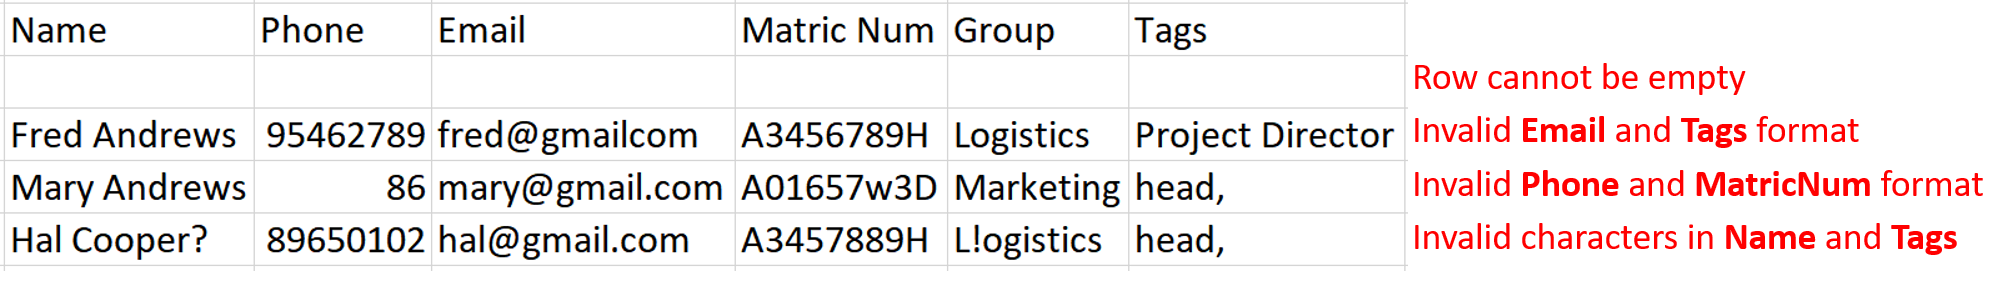 Name Phone Email Matric Num Group Tags
Row cannot be empty
Fred Andrews 95462789 fred@gmailcom A3456789H Logistics Project Director Invalid Email and Tags format
Mary Andrews 86 mary@gmail.com A01657w3D Marketing head, Invalid Phone and MatricNum format
Hal Cooper? 89650102 hal@gmail.com A3457889H L!ogistics head, Invalid characters in Name and Tags